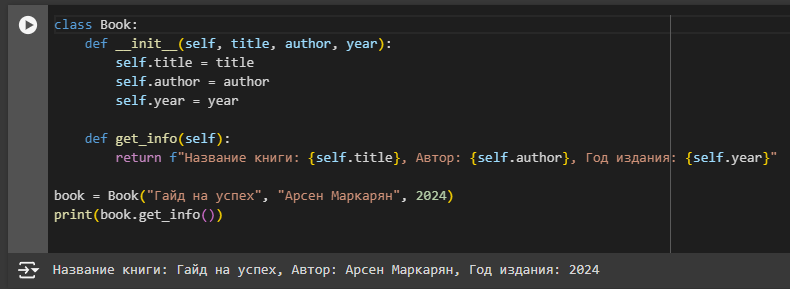 class Book:
    def __init__(self, title, author, year):
        self.title = title
        self.author = author
        self.year = year
    def get_info(self):
        return f"Название книги: {self.title}, Автор: {self.author}, Год издания: {self.year}"
book = Book("Гайд на успех", "Арсен Маркарян", 2024)
print(book.get_info())
Название книги: Гайд на успех, Автор: Арсен Маркарян, Год издания: 2024